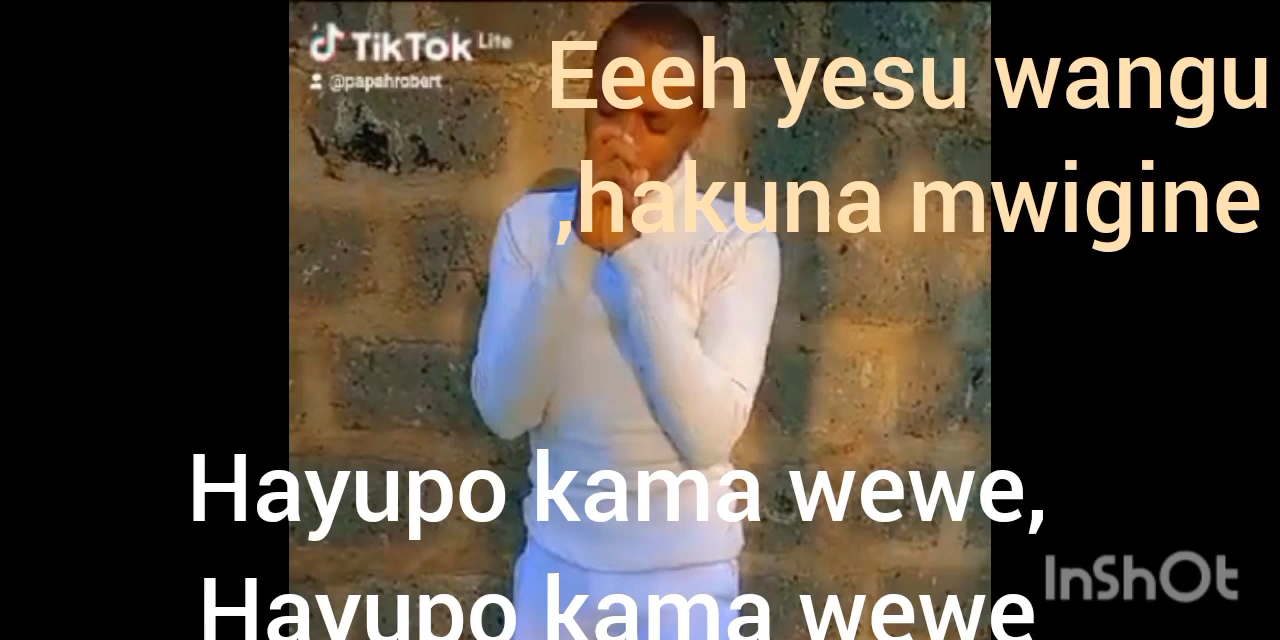 TikTok Lite
@papahrobert
Eeeh yesu wangu
,hakuna mwigine
Hayupo kama wewe,
Hayupo kama wewe
InShOt